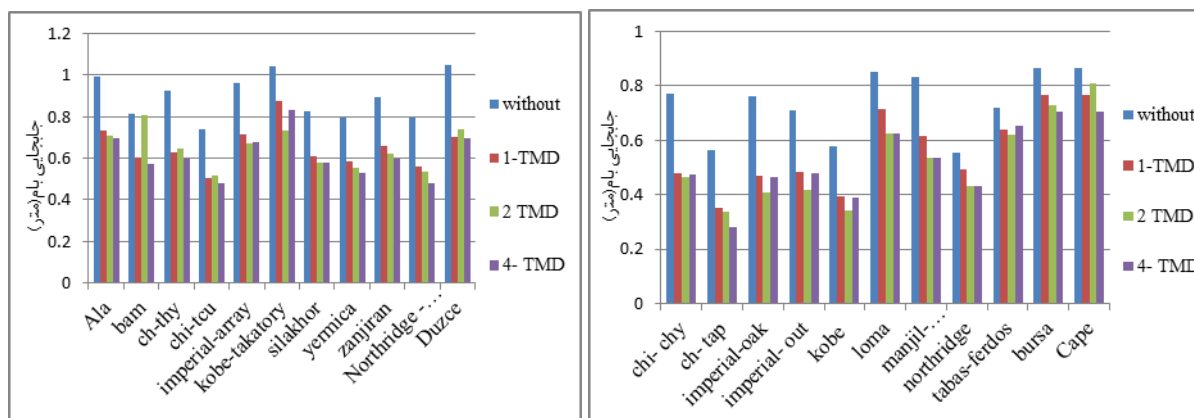 1.2
1
0.8
0.6
0.4
0.2
0
جابجایی بام(متر)
Ala
bam
ch-thy
chi-tcu
imperial-array
kobe-takatory
silakhor
yermica
zanjiran
Northridge -...
Duzce
without
1-TMD
2 TMD
4- TMD
1
0.8
0.6
0.4
0.2
0
جابجایی بام(متر)
chi- chy
ch- tap
imperial-oak
imperial- out
kobe
loma
manjil-...
northridge
tabas-ferdos
bursa
Cape
without
1-TMD
2 TMD
4- TMD